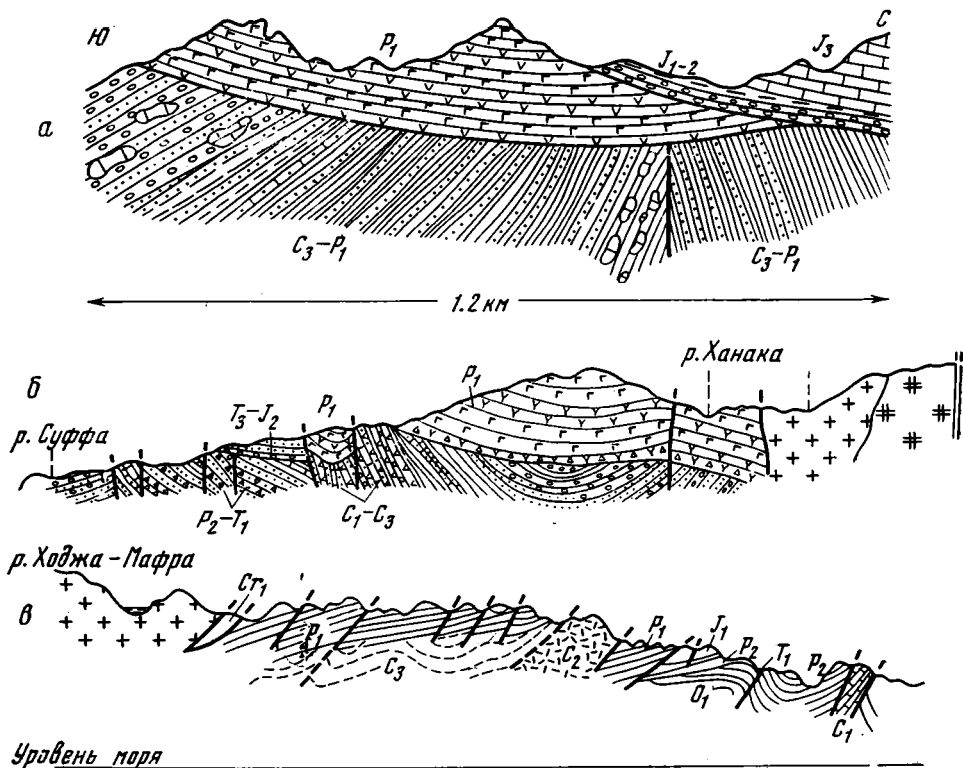 Ю P₁ C
J₁₋₂ J₃
а
C₃–P₁ C₃–P₁
1.2 км
б P₁ р. Ханака
р. Суффа T₃–J₂ P₁
P₂–T₁ C₁–C₃
р. Ходжа-Мафра
в Cr₁ P₁ C₃ C₂ P₁ J₁ P₂ T₁ P₂
O₁ C₁
Уровень моря